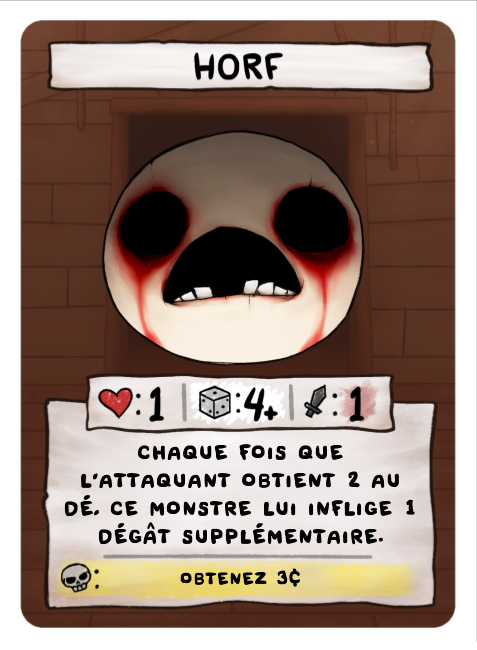 HORF
:1 :4+ :1
CHAQUE FOIS QUE
L'ATTAQUANT OBTIENT 2 AU
DÉ, CE MONSTRE LUI INFLIGE 1
DÉGÂT SUPPLÉMENTAIRE.
: OBTENEZ 3¢